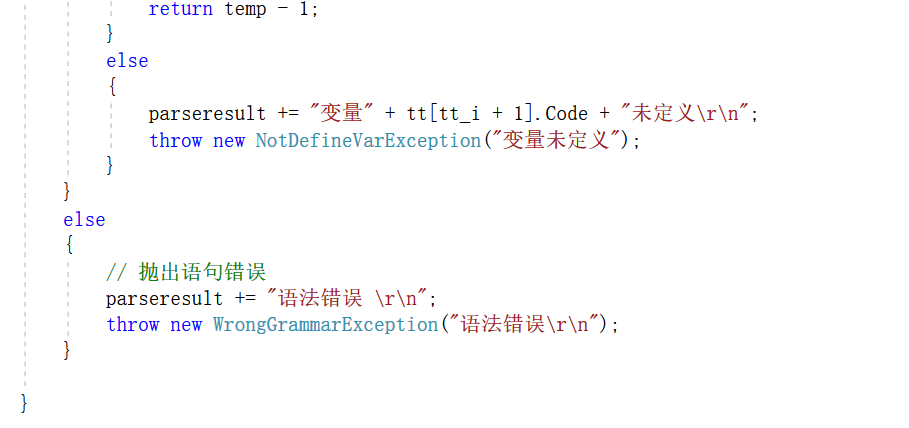 return temp - 1;
}
else
{
parseresult += "变量" + tt[tt_i + 1].Code + "未定义\r\n";
throw new NotDefineVarException("变量未定义");
}
}
else
{
// 抛出语句错误
parseresult += "语法错误 \r\n";
throw new WrongGrammarException("语法错误\r\n");
}
}